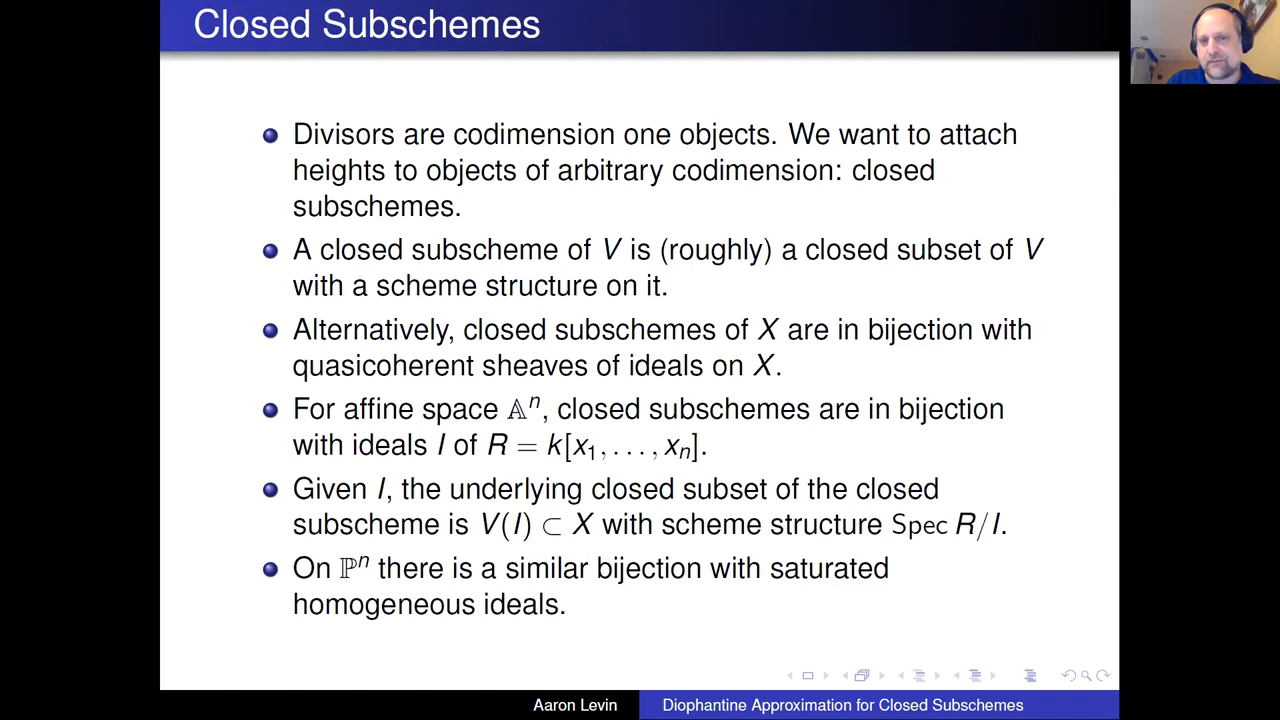 Closed Subschemes
Divisors are codimension one objects. We want to attach
heights to objects of arbitrary codimension: closed
subschemes.
A closed subscheme of V is (roughly) a closed subset of V
with a scheme structure on it.
Alternatively, closed subschemes of X are in bijection with
quasicoherent sheaves of ideals on X.
For affine space 𝔸ⁿ, closed subschemes are in bijection
with ideals I of R = k[x₁, . . . , xₙ].
Given I, the underlying closed subset of the closed
subscheme is V(I) ⊂ X with scheme structure Spec R/I.
On ℙⁿ there is a similar bijection with saturated
homogeneous ideals.
Aaron Levin
Diophantine Approximation for Closed Subschemes